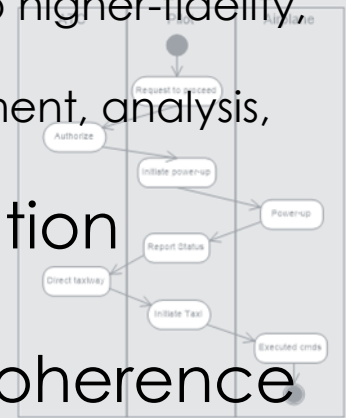 higher-fidelity,
Pilot
Airplane
Request to proceed
ment, analysis,
Authorize
Initiate power-up
Power-up
tion
Report Status
Direct taxiway
Initiate Taxi
Executed cmds
oherence